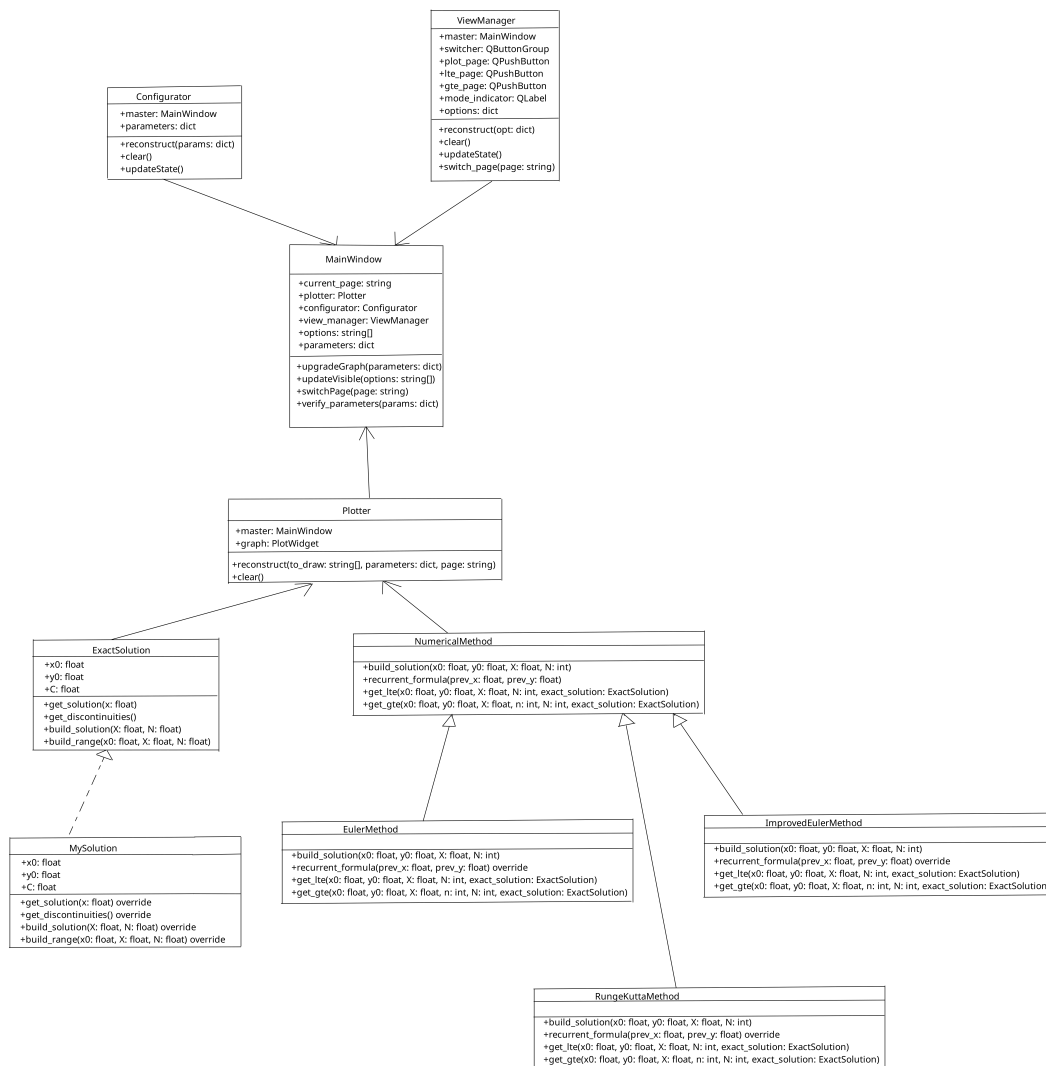 ViewManager
+master: MainWindow
+switcher: QButtonGroup
+plot_page: QPushButton
+lte_page: QPushButton
+gte_page: QPushButton
+mode_indicator: QLabel
+options: dict
+reconstruct(opt: dict)
+clear()
+updateState()
+switch_page(page: string)
Configurator
+master: MainWindow
+parameters: dict
+reconstruct(params: dict)
+clear()
+updateState()
MainWindow
+current_page: string
+plotter: Plotter
+configurator: Configurator
+view_manager: ViewManager
+options: string[]
+parameters: dict
+upgradeGraph(parameters: dict)
+updateVisible(options: string[])
+switchPage(page: string)
+verify_parameters(params: dict)
Plotter
+master: MainWindow
+graph: PlotWidget
+reconstruct(to_draw: string[], parameters: dict, page: string)
+clear()
ExactSolution
+x0: float
+y0: float
+C: float
+get_solution(x: float)
+get_discontinuities()
+build_solution(X: float, N: float)
+build_range(x0: float, X: float, N: float)
NumericalMethod
+build_solution(x0: float, y0: float, X: float, N: int)
+recurrent_formula(prev_x: float, prev_y: float)
+get_lte(x0: float, y0: float, X: float, N: int, exact_solution: ExactSolution)
+get_gte(x0: float, y0: float, X: float, n: int, N: int, exact_solution: ExactSolution)
MySolution
+x0: float
+y0: float
+C: float
+get_solution(x: float) override
+get_discontinuities() override
+build_solution(X: float, N: float) override
+build_range(x0: float, X: float, N: float) override
EulerMethod
+build_solution(x0: float, y0: float, X: float, N: int)
+recurrent_formula(prev_x: float, prev_y: float) override
+get_lte(x0: float, y0: float, X: float, N: int, exact_solution: ExactSolution)
+get_gte(x0: float, y0: float, X: float, n: int, N: int, exact_solution: ExactSolution)
ImprovedEulerMethod
+build_solution(x0: float, y0: float, X: float, N: int)
+recurrent_formula(prev_x: float, prev_y: float) override
+get_lte(x0: float, y0: float, X: float, N: int, exact_solution: ExactSolution)
+get_gte(x0: float, y0: float, X: float, n: int, N: int, exact_solution: ExactSolution
RungeKuttaMethod
+build_solution(x0: float, y0: float, X: float, N: int)
+recurrent_formula(prev_x: float, prev_y: float) override
+get_lte(x0: float, y0: float, X: float, N: int, exact_solution: ExactSolution)
+get_gte(x0: float, y0: float, X: float, n: int, N: int, exact_solution: ExactSolution)